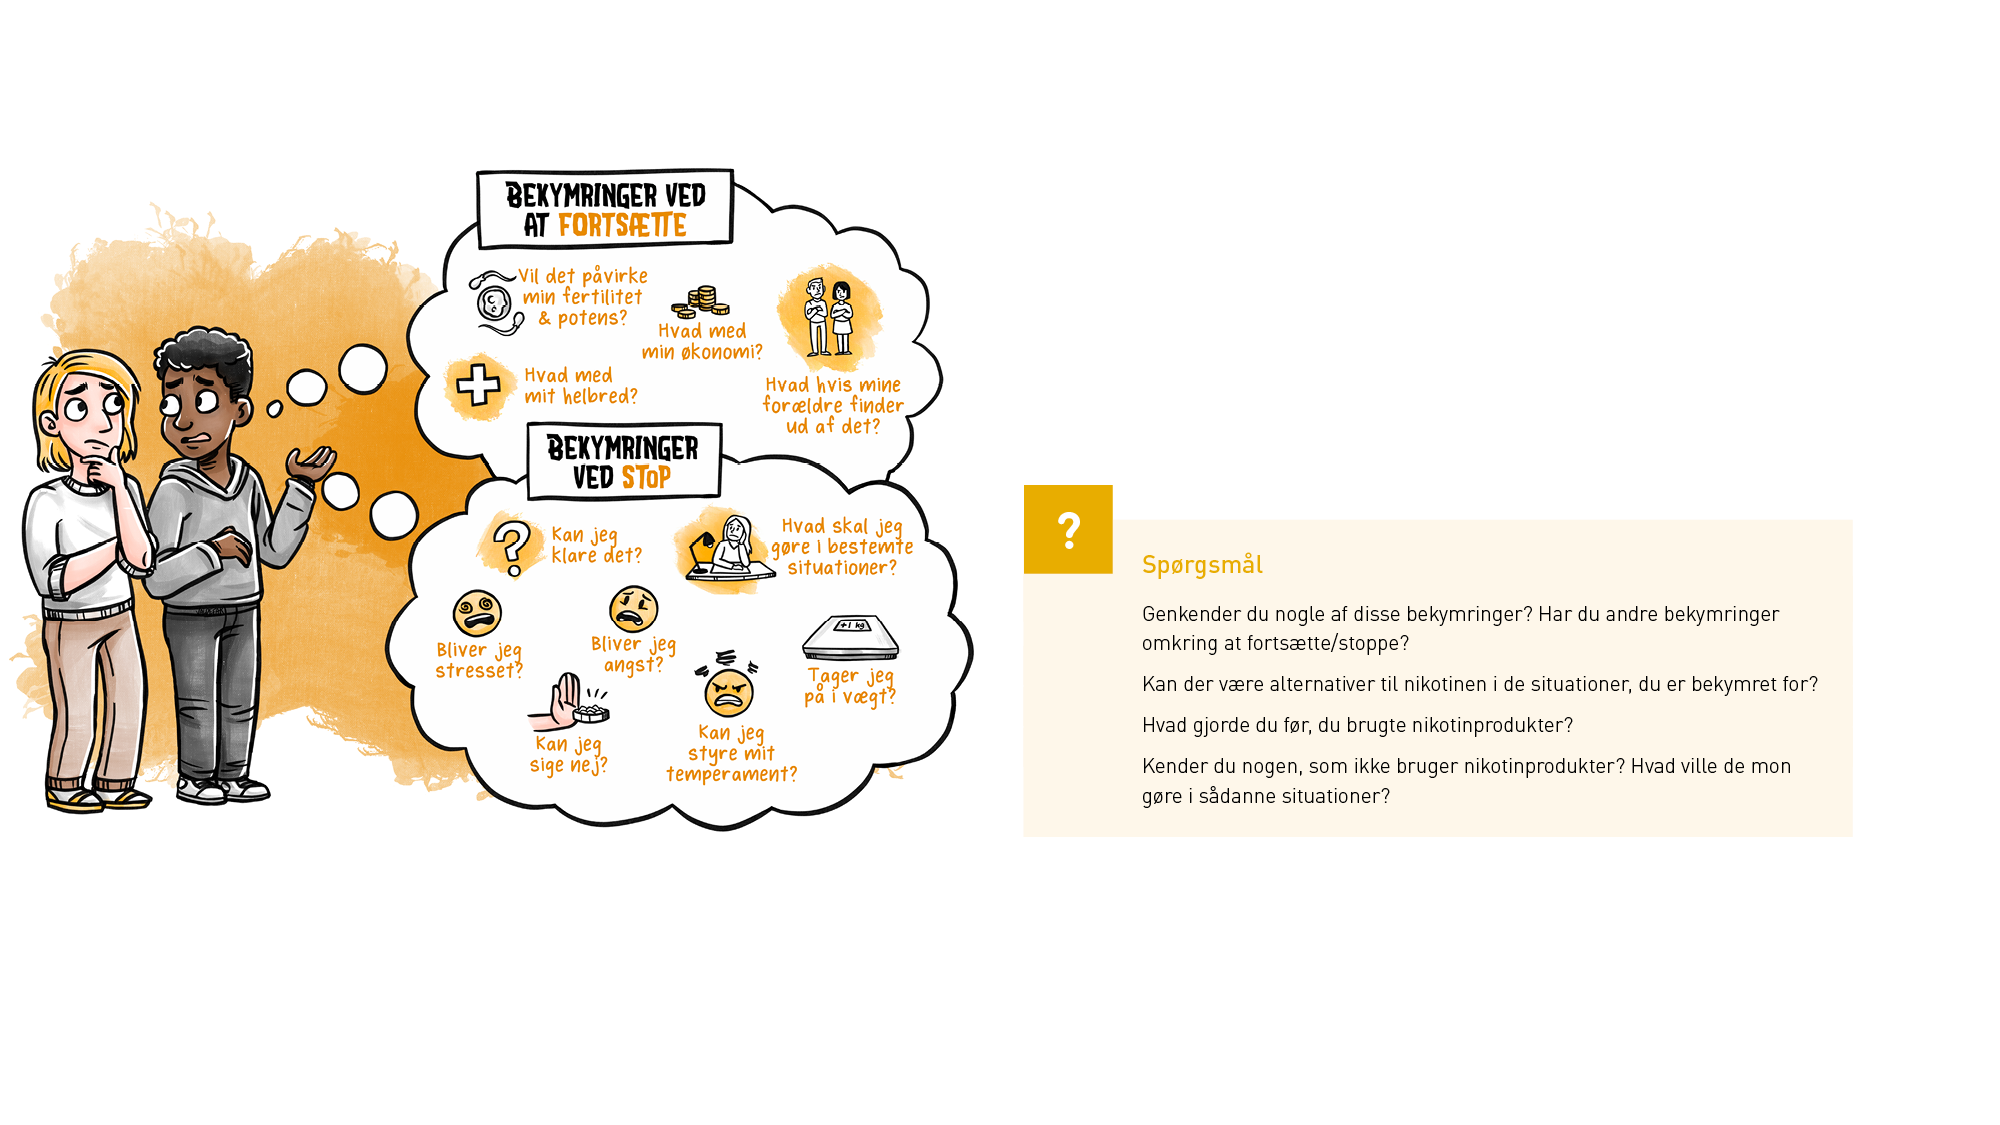 BEKYMRINGER VED
AT FORTSÆTTE
Vil det påvirke
min fertilitet
& potens?
Hvad med
min økonomi?
Hvad hvis mine
forældre finder
ud af det?
Hvad med
mit helbred?
BEKYMRINGER
VED STOP
Kan jeg
klare det?
Hvad skal jeg
gøre i bestemte
situationer?
Bliver jeg
stresset?
Bliver jeg
angst?
+1 kg
Tager jeg
på i vægt?
Kan jeg
sige nej?
Kan jeg
styre mit
temperament?
?
Spørgsmål
Genkender du nogle af disse bekymringer? Har du andre bekymringer
omkring at fortsætte/stoppe?
Kan der være alternativer til nikotinen i de situationer, du er bekymret for?
Hvad gjorde du før, du brugte nikotinprodukter?
Kender du nogen, som ikke bruger nikotinprodukter? Hvad ville de mon
gøre i sådanne situationer?